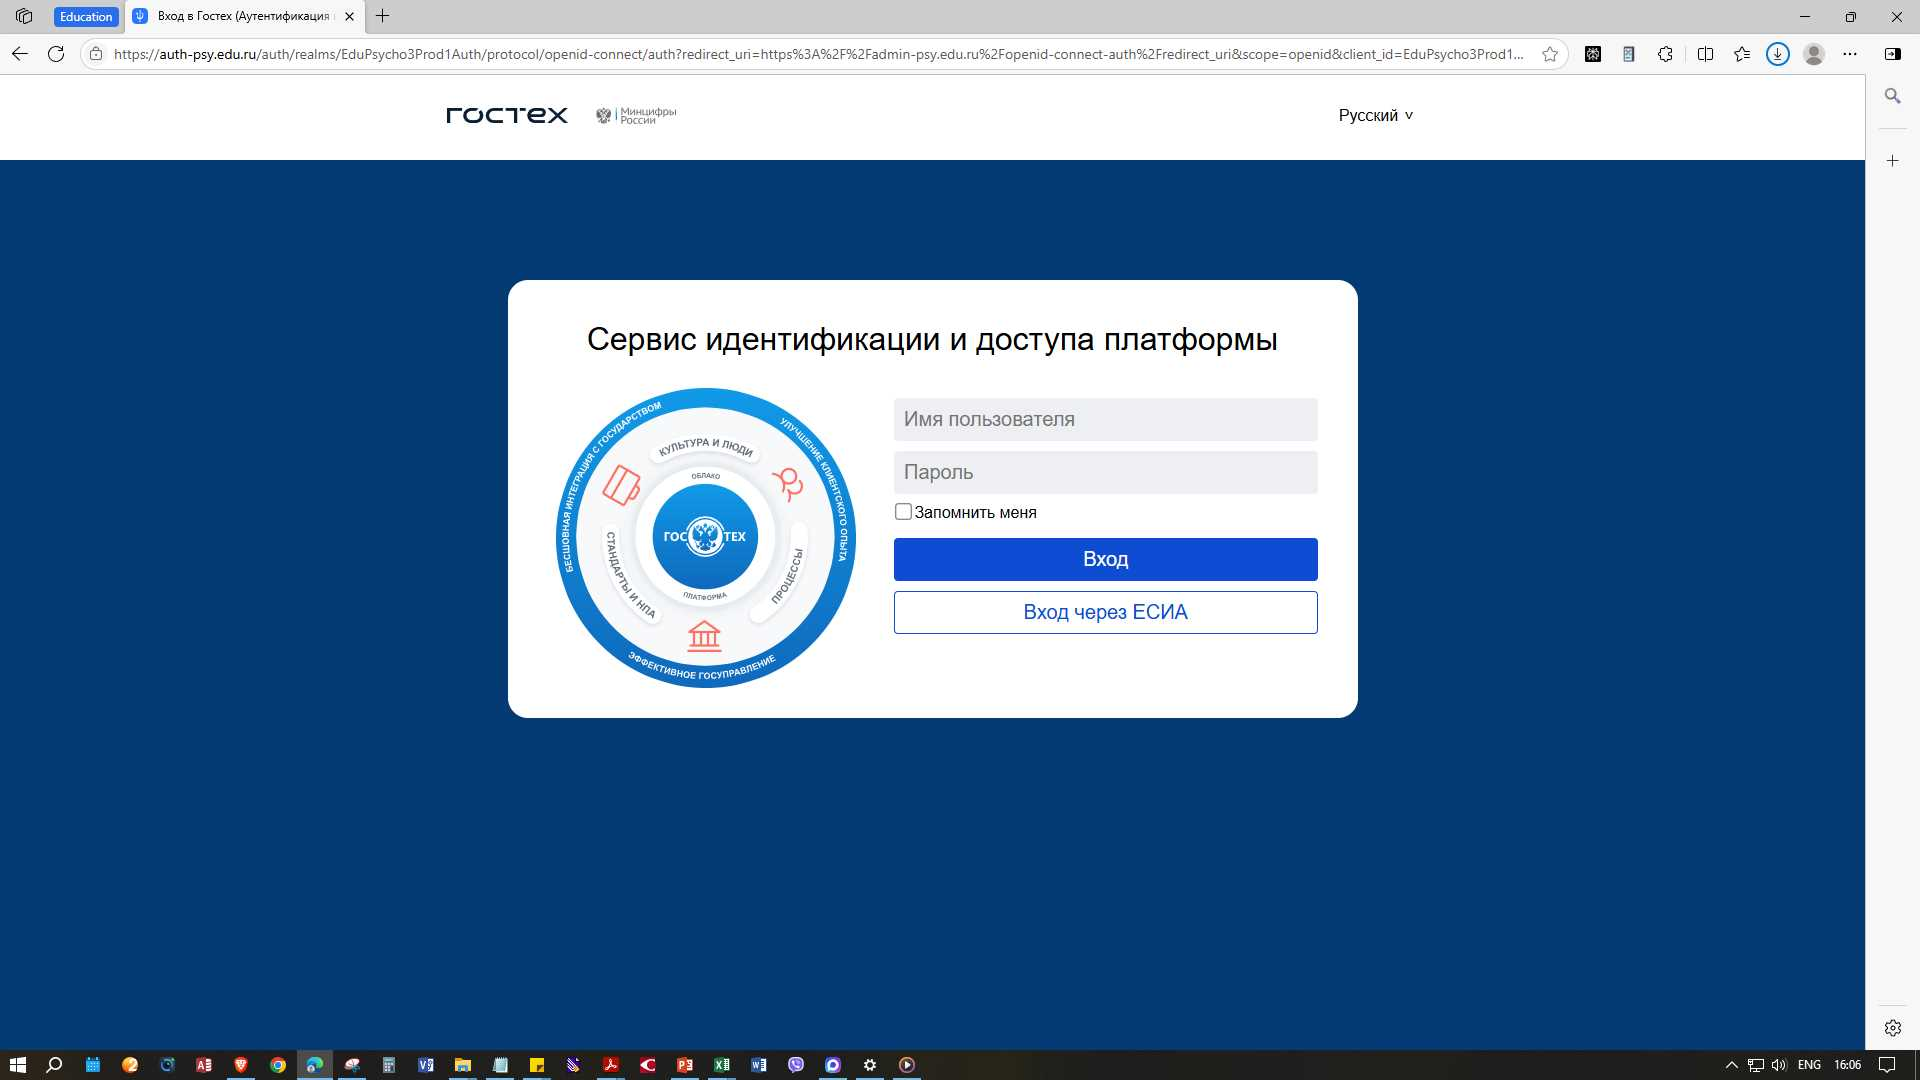 Education
Вход в Гостех (Аутентификация
https://auth-psy.edu.ru/auth/realms/EduPsycho3Prod1Auth/protocol/openid-connect/auth?redirect_uri=https%3A%2F%2Fadmin-psy.edu.ru%2Fopenid-connect-auth%2Fredirect_uri&scope=openid&client_id=EduPsycho3Prod1...
гостех
Минцифры
России
Русский
Сервис идентификации и доступа платформы
БЕСШОВНАЯ ИНТЕГРАЦИЯ С ГОСУДАРСТВОМ
УЛУЧШЕНИЕ КЛИЕНТСКОГО ОПЫТА
КУЛЬТУРА И ЛЮДИ
ОБЛАКО
ГОС ТЕХ
СТАНДАРТЫ И НПА
ПРОЦЕССЫ
ПЛАТФОРМА
ЭФФЕКТИВНОЕ ГОСУПРАВЛЕНИЕ
Имя пользователя
Пароль
Запомнить меня
Вход
Вход через ЕСИА
ENG
16:06